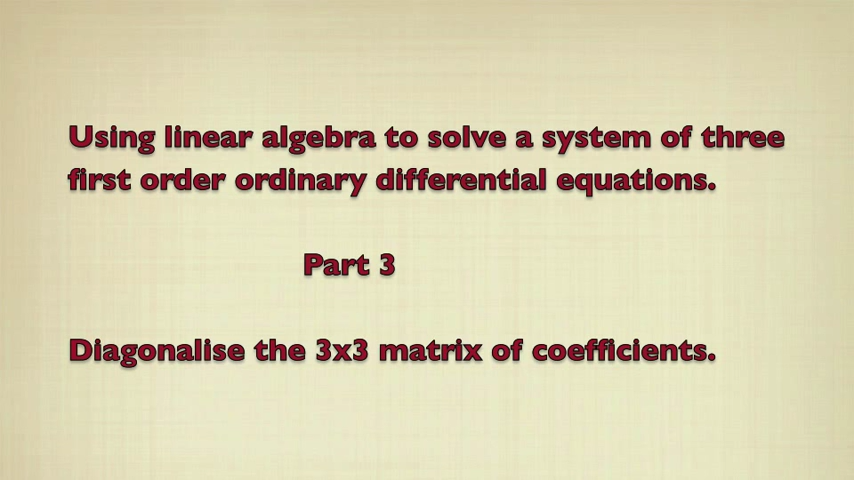 Using linear algebra to solve a system of three
first order ordinary differential equations.
Part 3
Diagonalise the 3x3 matrix of coefficients.